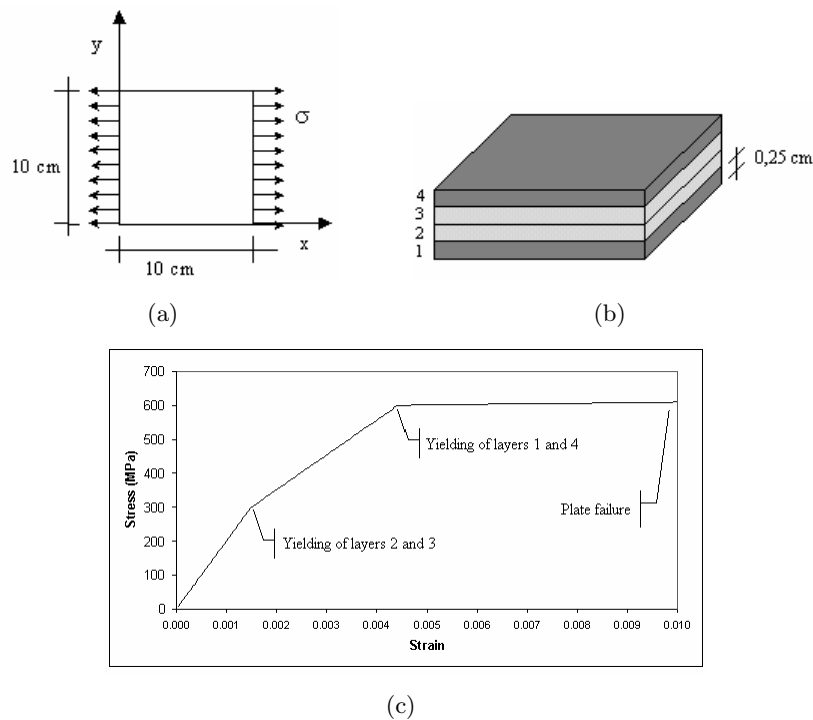 y
σ
10 cm
x
10 cm
(a)
0,25 cm
4
3
2
1
(b)
700
600
500
400
300
200
100
0
Stress (MPa)
Yielding of layers 1 and 4
Plate failure
Yielding of layers 2 and 3
0.000 0.001 0.002 0.003 0.004 0.005 0.006 0.007 0.008 0.009 0.010
Strain
(c)